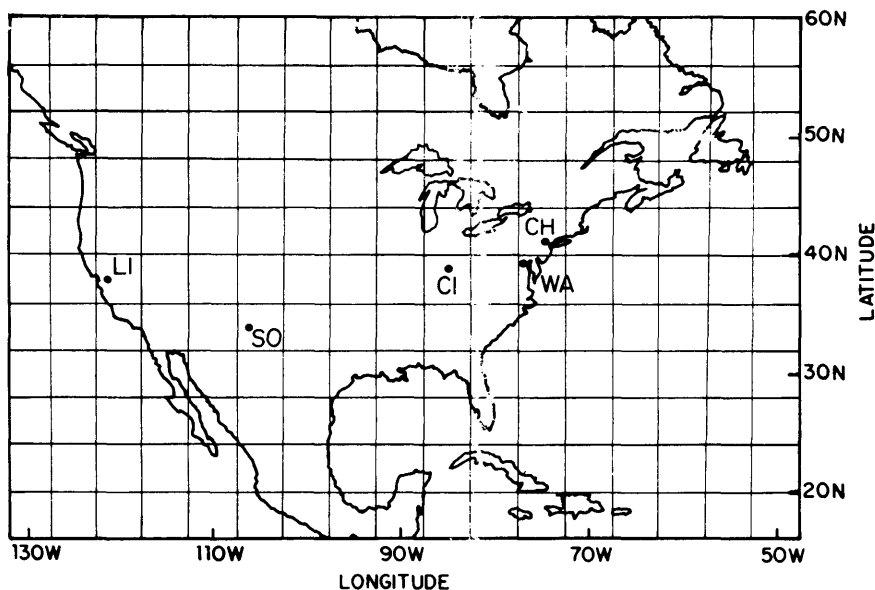 60N
50N
CH
40N
LI
CI
WA
LATITUDE
SO
30N
20N
130W 110W 90W 70W 50W
LONGITUDE